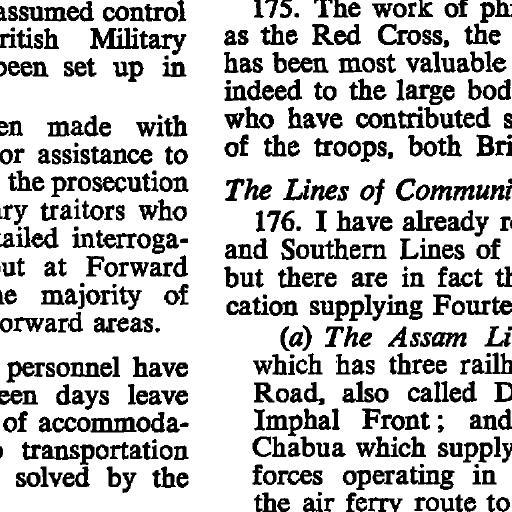 assumed control
ritish Military
been set up in
en made with
or assistance to
the prosecution
ary traitors who
tailed interroga-
out at Forward
he majority of
forward areas.
personnel have
een days leave
of accommoda-
transportation
solved by the
175. The work of phi
as the Red Cross, the
has been most valuable
indeed to the large bod
who have contributed s
of the troops, both Bri
The Lines of Communi
176. I have already re
and Southern Lines of
but there are in fact th
cation supplying Fourte
(a) The Assam Li
which has three railh
Road, also called D
Imphal Front; and
Chabua which supply
forces operating in
the air ferry route to